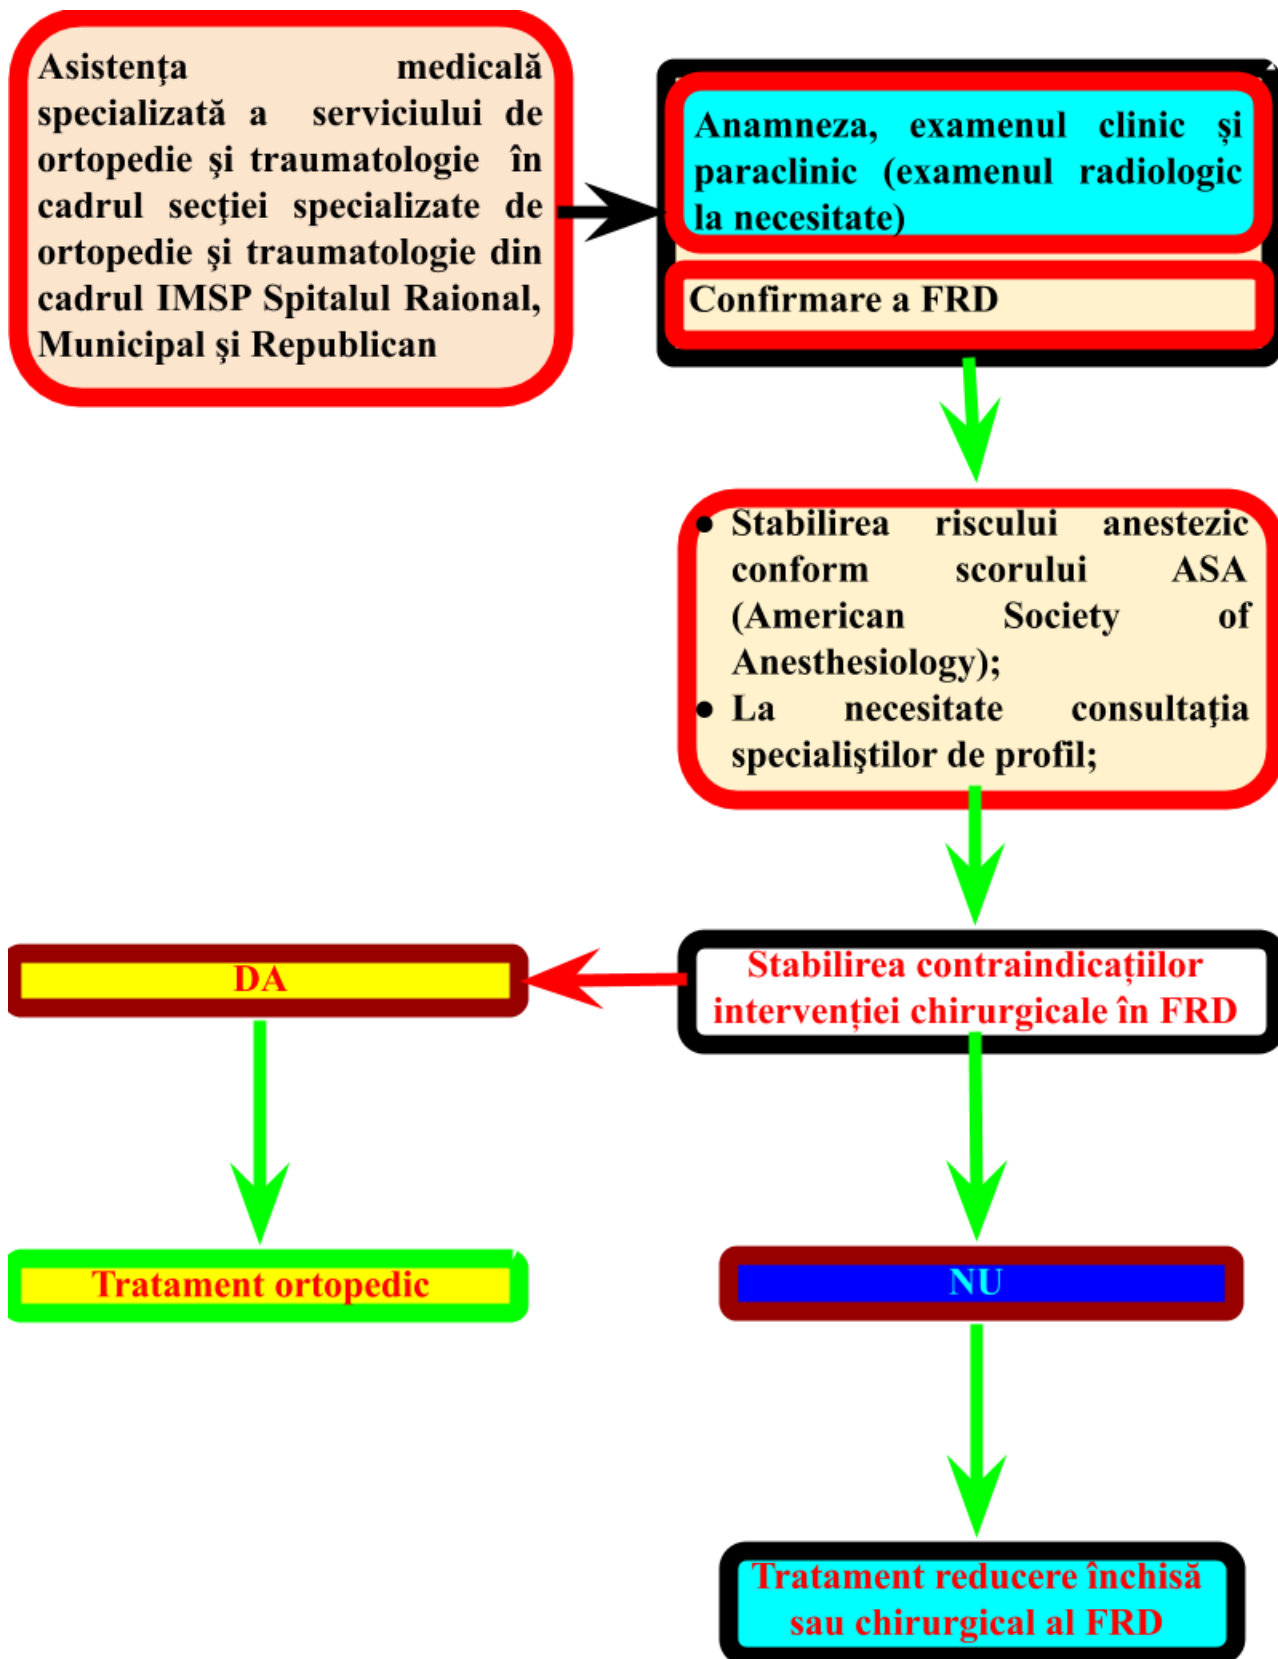 Asistenţa medicală
specializată a serviciului de
ortopedie şi traumatologie în
cadrul secţiei specializate de
ortopedie şi traumatologie din
cadrul IMSP Spitalul Raional,
Municipal şi Republican
Anamneza, examenul clinic și
paraclinic (examenul radiologic
la necesitate)
Confirmare a FRD
● Stabilirea riscului anestezic
conform scorului ASA
(American Society of
Anesthesiology);
● La necesitate consultaţia
specialiştilor de profil;
Stabilirea contraindicațiilor
intervenției chirurgicale în FRD
DA
Tratament ortopedic
NU
Tratament reducere închisă
sau chirurgical al FRD